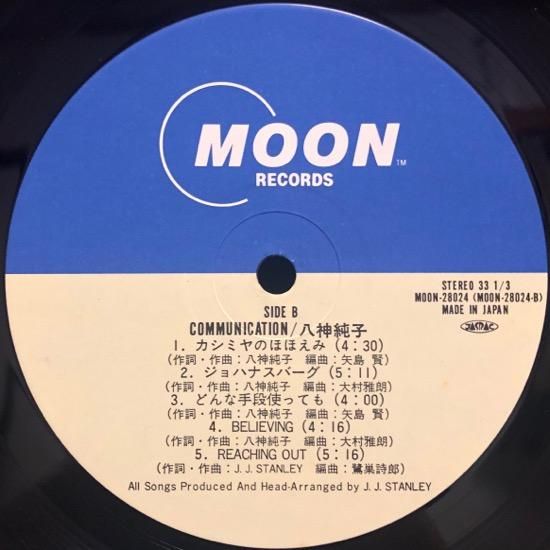 MOON
TM
RECORDS
STEREO 33 1/3
MOON-28024 (MOON-28024-B)
MADE IN JAPAN
JASRAC
SIDE B
COMMUNICATION/八神純子
1. カシミヤのほほえみ (4:30)
(作詞・作曲：八神純子 編曲：矢島 賢)
2. ジョハナスバーグ (5:11)
(作詞・作曲：八神純子 編曲：大村雅朗)
3. どんな手段使っても (4:00)
(作詞・作曲：八神純子 編曲：矢島 賢)
4. BELIEVING (4:16)
(作詞・作曲：八神純子 編曲：大村雅朗)
5. REACHING OUT (5:16)
(作詞・作曲：J. J. STANLEY 編曲：鷺巣詩郎)
All Songs Produced And Head-Arranged by J. J. STANLEY